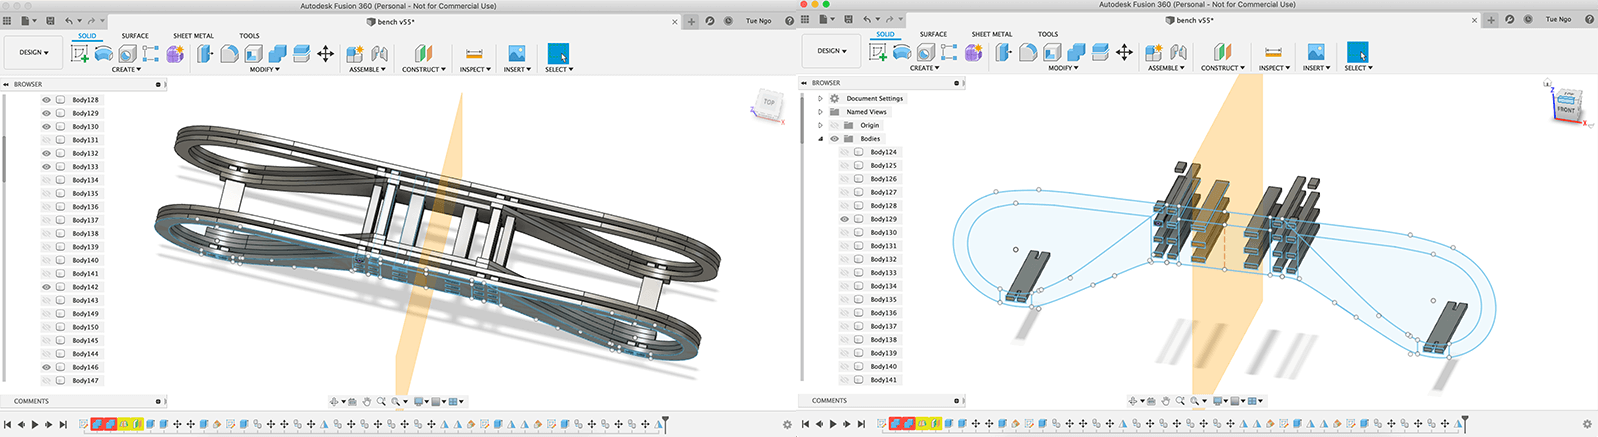 Autodesk Fusion 360 (Personal - Not for Commercial Use)
bench v55*
Tue Ngo
SOLID SURFACE SHEET METAL TOOLS
DESIGN
CREATE MODIFY ASSEMBLE CONSTRUCT INSPECT INSERT SELECT
BROWSER
Body128
Body129
Body130
Body131
Body132
Body133
Body134
Body135
Body136
Body137
Body138
Body139
Body140
Body141
Body142
Body143
Body149
Body150
Body145
Body144
Body146
Body147
TOP
Z
X
COMMENTS
Autodesk Fusion 360 (Personal - Not for Commercial Use)
bench v55*
Tue Ngo
SOLID SURFACE SHEET METAL TOOLS
DESIGN
CREATE MODIFY ASSEMBLE CONSTRUCT INSPECT INSERT SELECT
BROWSER
Document Settings
Named Views
Origin
Bodies
Body124
Body125
Body126
Body127
Body128
Body129
Body130
Body131
Body132
Body133
Body134
Body135
Body136
Body137
Body138
Body139
Body140
Body141
TOP
Z
FRONT
X
COMMENTS